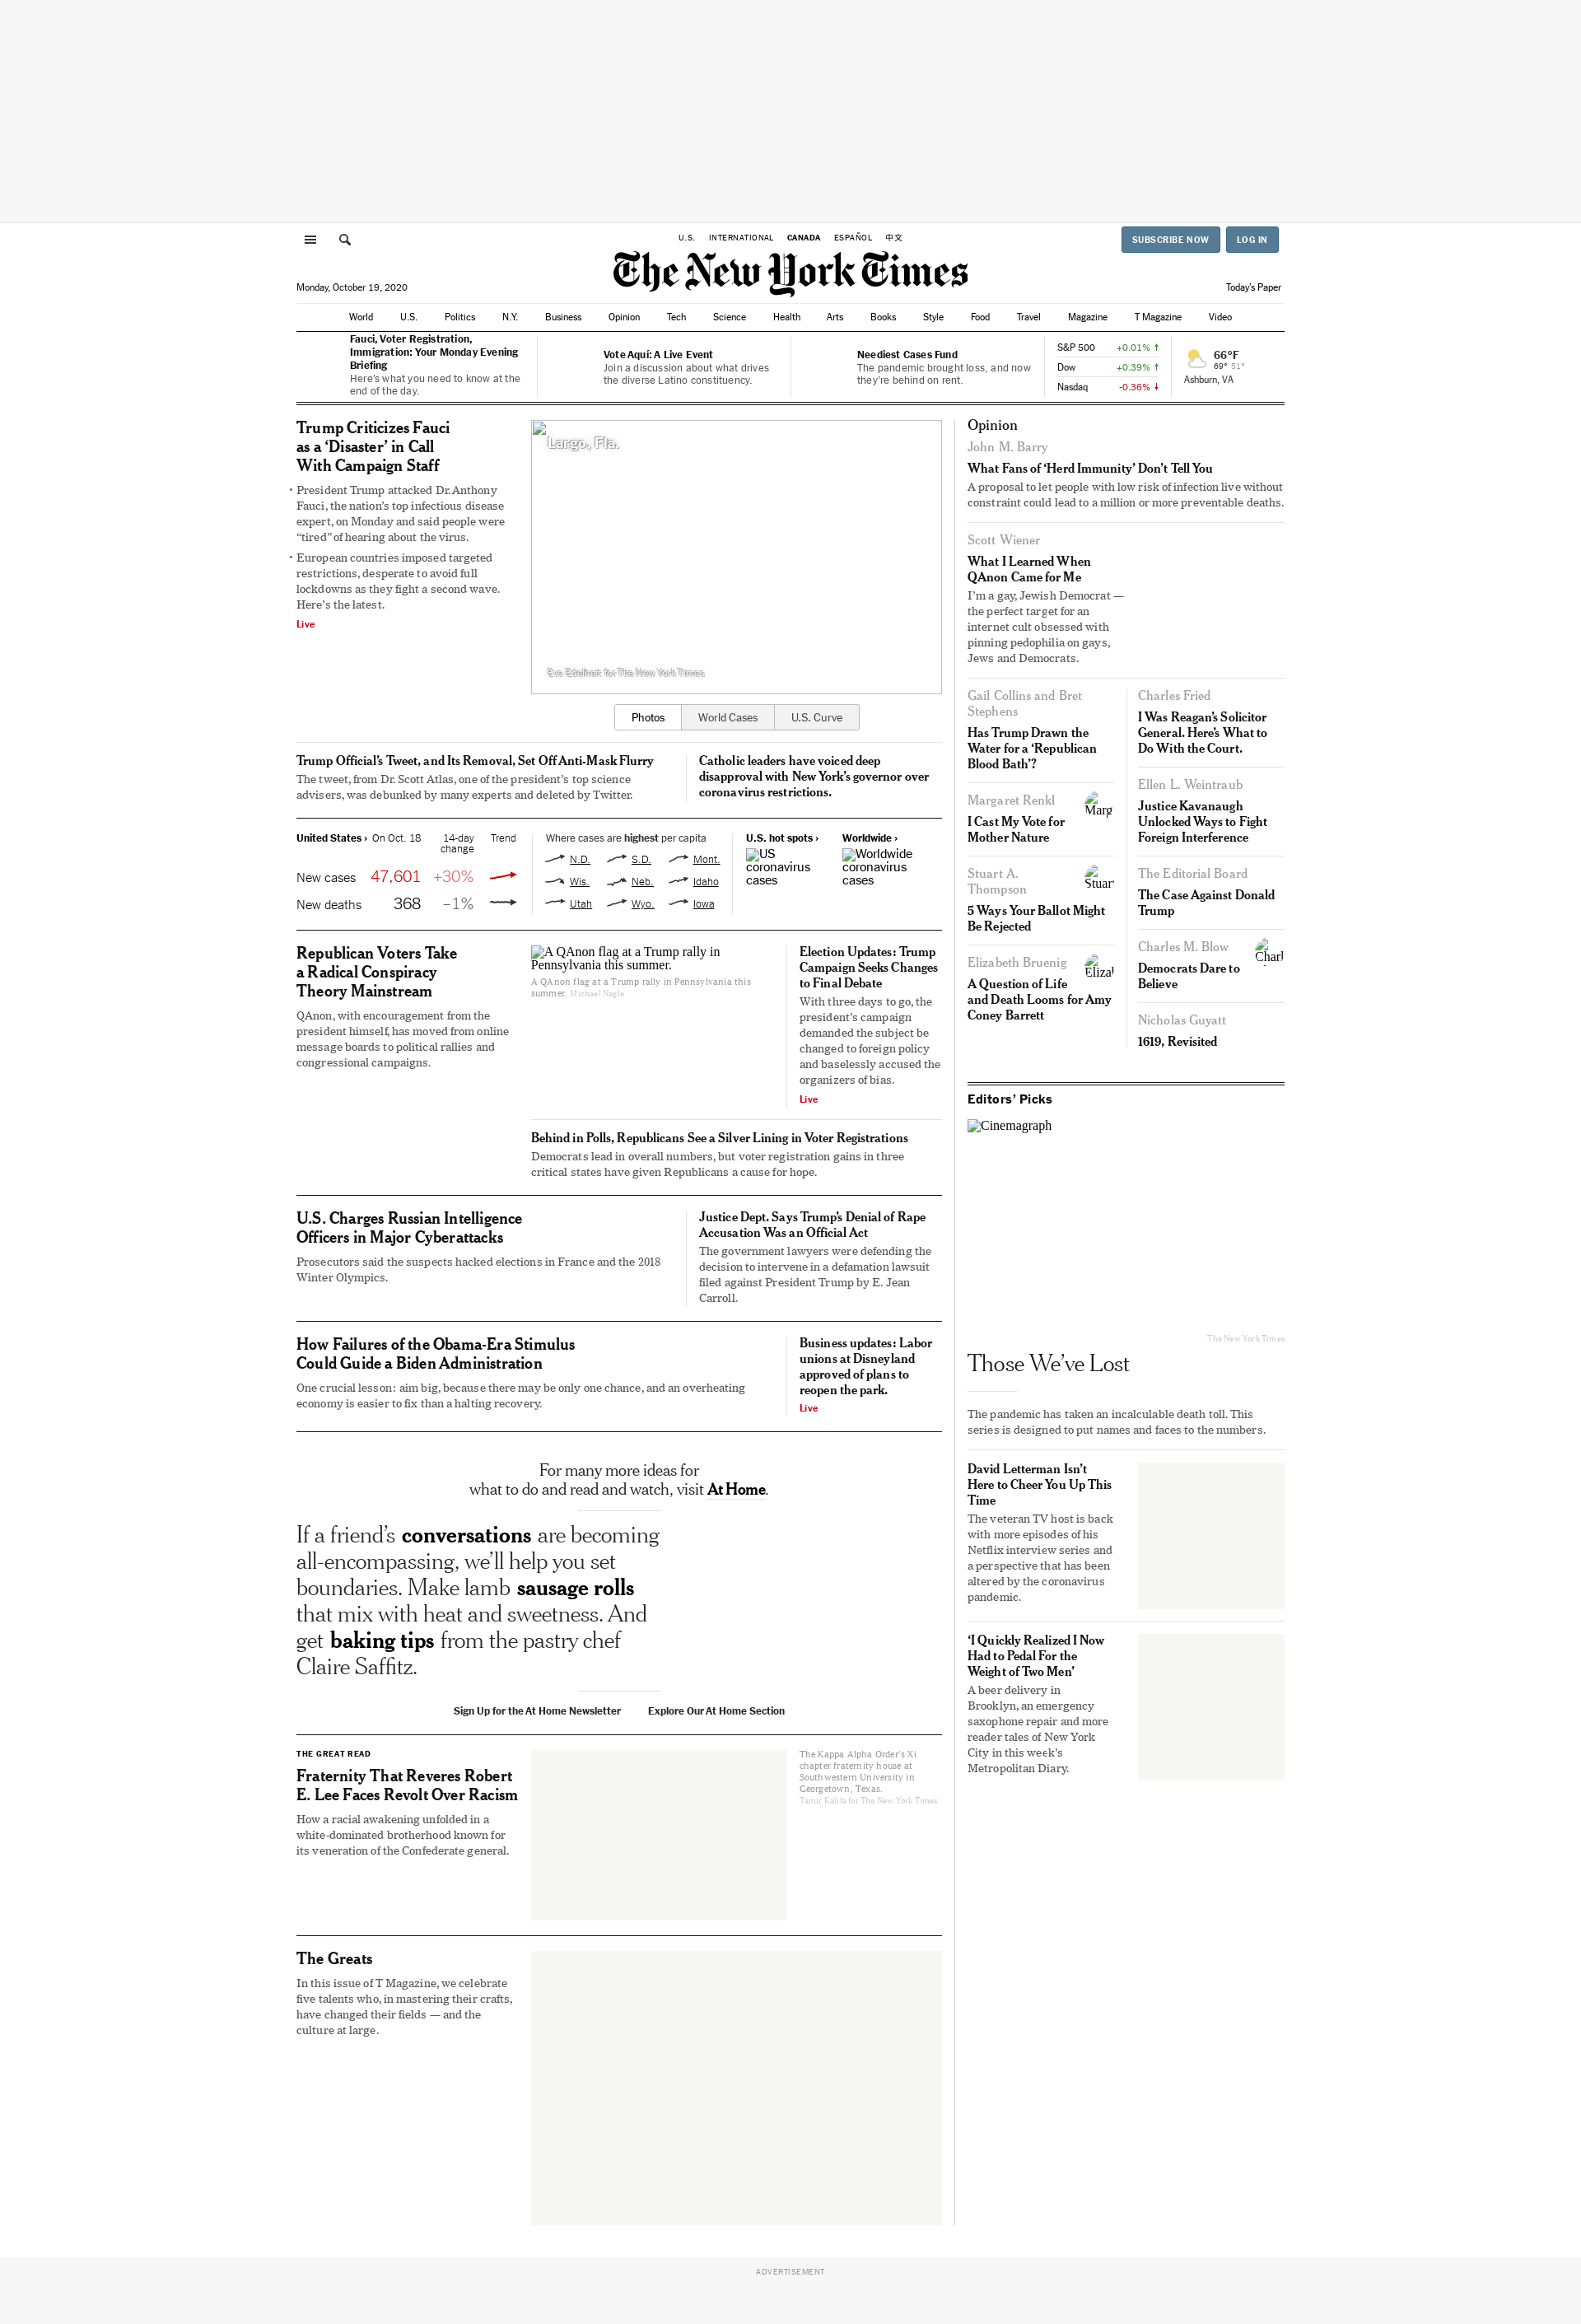 U.S.
INTERNATIONAL
CANADA
ESPAÑOL
中文
SUBSCRIBE NOW
LOG IN
The New York Times
Monday, October 19, 2020
Today's Paper
World
U.S.
Politics
N.Y.
Business
Opinion
Tech
Science
Health
Arts
Books
Style
Food
Travel
Magazine
T Magazine
Video
Fauci, Voter Registration,
Immigration: Your Monday Evening
Briefing
Here's what you need to know at the
end of the day.
Vote Aquí: A Live Event
Join a discussion about what drives
the diverse Latino constituency.
Neediest Cases Fund
The pandemic brought loss, and now
they're behind on rent.
S&P 500 +0.01%
Dow +0.39%
Nasdaq -0.36%
66°F
69° 51°
Ashburn, VA
Trump Criticizes Fauci
as a ‘Disaster’ in Call
With Campaign Staff
• President Trump attacked Dr. Anthony
Fauci, the nation’s top infectious disease
expert, on Monday and said people were
“tired” of hearing about the virus.
• European countries imposed targeted
restrictions, desperate to avoid full
lockdowns as they fight a second wave.
Here’s the latest.
Live
Largo, Fla.
Eve Edelheit for The New York Times
Photos
World Cases
U.S. Curve
Trump Official’s Tweet, and Its Removal, Set Off Anti-Mask Flurry
The tweet, from Dr. Scott Atlas, one of the president’s top science
advisers, was debunked by many experts and deleted by Twitter.
Catholic leaders have voiced deep
disapproval with New York’s governor over
coronavirus restrictions.
United States › On Oct. 18 14-day
change Trend
New cases 47,601 +30%
New deaths 368 –1%
Where cases are highest per capita
N.D. S.D. Mont.
Wis. Neb. Idaho
Utah Wyo. Iowa
U.S. hot spots ›
US
coronavirus
cases
Worldwide ›
Worldwide
coronavirus
cases
Republican Voters Take
a Radical Conspiracy
Theory Mainstream
QAnon, with encouragement from the
president himself, has moved from online
message boards to political rallies and
congressional campaigns.
A QAnon flag at a Trump rally in
Pennsylvania this summer.
A QAnon flag at a Trump rally in Pennsylvania this
summer. Michael Nagle
Election Updates: Trump
Campaign Seeks Changes
to Final Debate
With three days to go, the
president’s campaign
demanded the subject be
changed to foreign policy
and baselessly accused the
organizers of bias.
Live
Behind in Polls, Republicans See a Silver Lining in Voter Registrations
Democrats lead in overall numbers, but voter registration gains in three
critical states have given Republicans a cause for hope.
U.S. Charges Russian Intelligence
Officers in Major Cyberattacks
Prosecutors said the suspects hacked elections in France and the 2018
Winter Olympics.
Justice Dept. Says Trump’s Denial of Rape
Accusation Was an Official Act
The government lawyers were defending the
decision to intervene in a defamation lawsuit
filed against President Trump by E. Jean
Carroll.
How Failures of the Obama-Era Stimulus
Could Guide a Biden Administration
One crucial lesson: aim big, because there may be only one chance, and an overheating
economy is easier to fix than a halting recovery.
Business updates: Labor
unions at Disneyland
approved of plans to
reopen the park.
Live
For many more ideas for
what to do and read and watch, visit At Home.
If a friend’s conversations are becoming
all-encompassing, we’ll help you set
boundaries. Make lamb sausage rolls
that mix with heat and sweetness. And
get baking tips from the pastry chef
Claire Saffitz.
Sign Up for the At Home Newsletter
Explore Our At Home Section
THE GREAT READ
Fraternity That Reveres Robert
E. Lee Faces Revolt Over Racism
How a racial awakening unfolded in a
white-dominated brotherhood known for
its veneration of the Confederate general.
The Kappa Alpha Order’s Xi
chapter fraternity house at
Southwestern University in
Georgetown, Texas.
Tamir Kalifa for The New York Times
The Greats
In this issue of T Magazine, we celebrate
five talents who, in mastering their crafts,
have changed their fields — and the
culture at large.
Opinion
John M. Barry
What Fans of ‘Herd Immunity’ Don’t Tell You
A proposal to let people with low risk of infection live without
constraint could lead to a million or more preventable deaths.
Scott Wiener
What I Learned When
QAnon Came for Me
I’m a gay, Jewish Democrat —
the perfect target for an
internet cult obsessed with
pinning pedophilia on gays,
Jews and Democrats.
Gail Collins and Bret
Stephens
Has Trump Drawn the
Water for a ‘Republican
Blood Bath’?
Margaret Renkl
Marg
I Cast My Vote for
Mother Nature
Stuart A.
Thompson
Stuart
5 Ways Your Ballot Might
Be Rejected
Elizabeth Bruenig
Elizal
A Question of Life
and Death Looms for Amy
Coney Barrett
Charles Fried
I Was Reagan’s Solicitor
General. Here’s What to
Do With the Court.
Ellen L. Weintraub
Justice Kavanaugh
Unlocked Ways to Fight
Foreign Interference
The Editorial Board
The Case Against Donald
Trump
Charles M. Blow
Charl
Democrats Dare to
Believe
Nicholas Guyatt
1619, Revisited
Editors’ Picks
Cinemagraph
The New York Times
Those We’ve Lost
The pandemic has taken an incalculable death toll. This
series is designed to put names and faces to the numbers.
David Letterman Isn’t
Here to Cheer You Up This
Time
The veteran TV host is back
with more episodes of his
Netflix interview series and
a perspective that has been
altered by the coronavirus
pandemic.
‘I Quickly Realized I Now
Had to Pedal For the
Weight of Two Men’
A beer delivery in
Brooklyn, an emergency
saxophone repair and more
reader tales of New York
City in this week’s
Metropolitan Diary.
ADVERTISEMENT